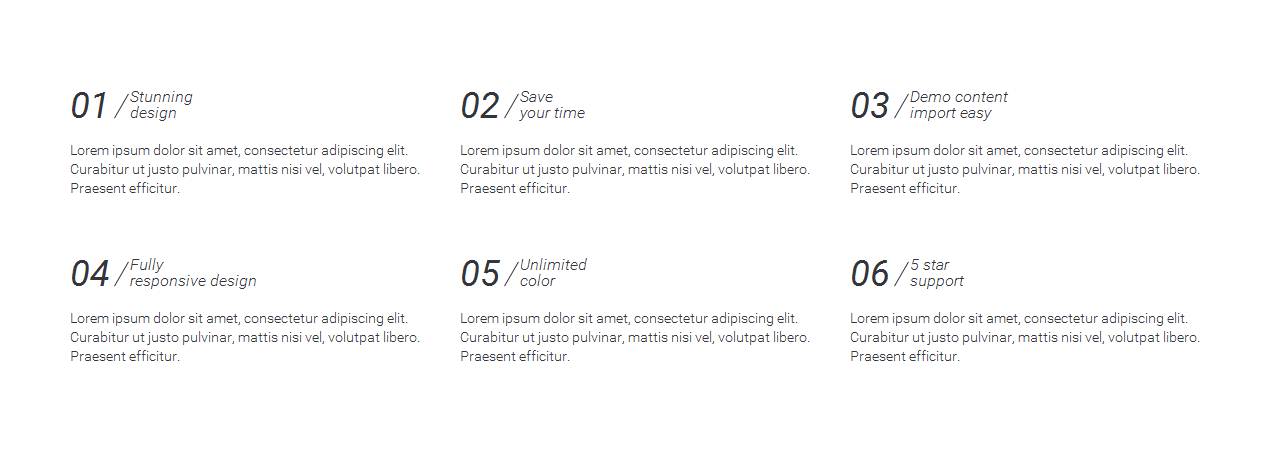 01 / Stunning
design
Lorem ipsum dolor sit amet, consectetur adipiscing elit.
Curabitur ut justo pulvinar, mattis nisi vel, volutpat libero.
Praesent efficitur.
02 / Save
your time
Lorem ipsum dolor sit amet, consectetur adipiscing elit.
Curabitur ut justo pulvinar, mattis nisi vel, volutpat libero.
Praesent efficitur.
03 / Demo content
import easy
Lorem ipsum dolor sit amet, consectetur adipiscing elit.
Curabitur ut justo pulvinar, mattis nisi vel, volutpat libero.
Praesent efficitur.
04 / Fully
responsive design
Lorem ipsum dolor sit amet, consectetur adipiscing elit.
Curabitur ut justo pulvinar, mattis nisi vel, volutpat libero.
Praesent efficitur.
05 / Unlimited
color
Lorem ipsum dolor sit amet, consectetur adipiscing elit.
Curabitur ut justo pulvinar, mattis nisi vel, volutpat libero.
Praesent efficitur.
06 / 5 star
support
Lorem ipsum dolor sit amet, consectetur adipiscing elit.
Curabitur ut justo pulvinar, mattis nisi vel, volutpat libero.
Praesent efficitur.